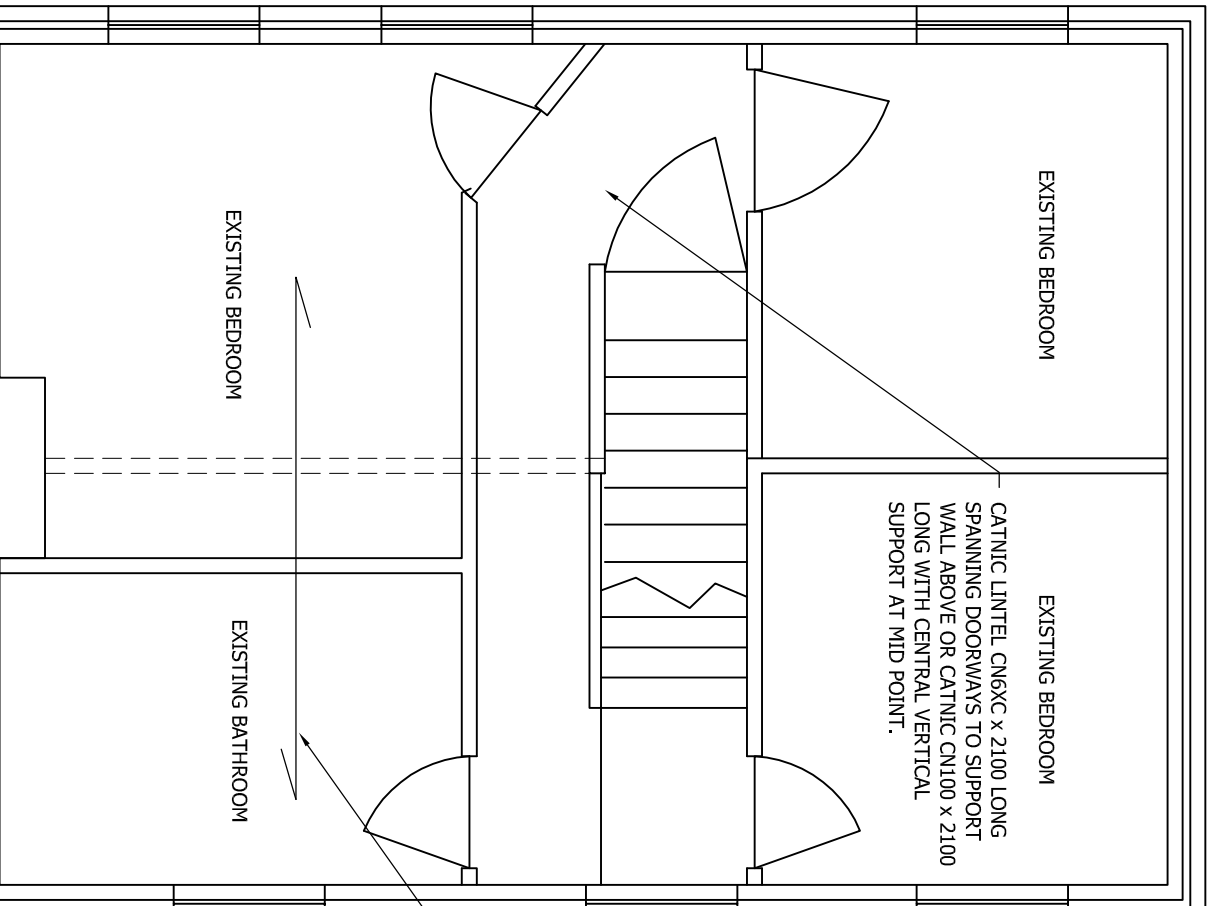 EXISTING BEDROOM
EXISTING BEDROOM
CATNIC LINTEL CN6XC x 2100 LONG
SPANNING DOORWAYS TO SUPPORT
WALL ABOVE OR CATNIC CN100 x 2100
LONG WITH CENTRAL VERTICAL
SUPPORT AT MID POINT.
EXISTING BEDROOM
EXISTING BATHROOM